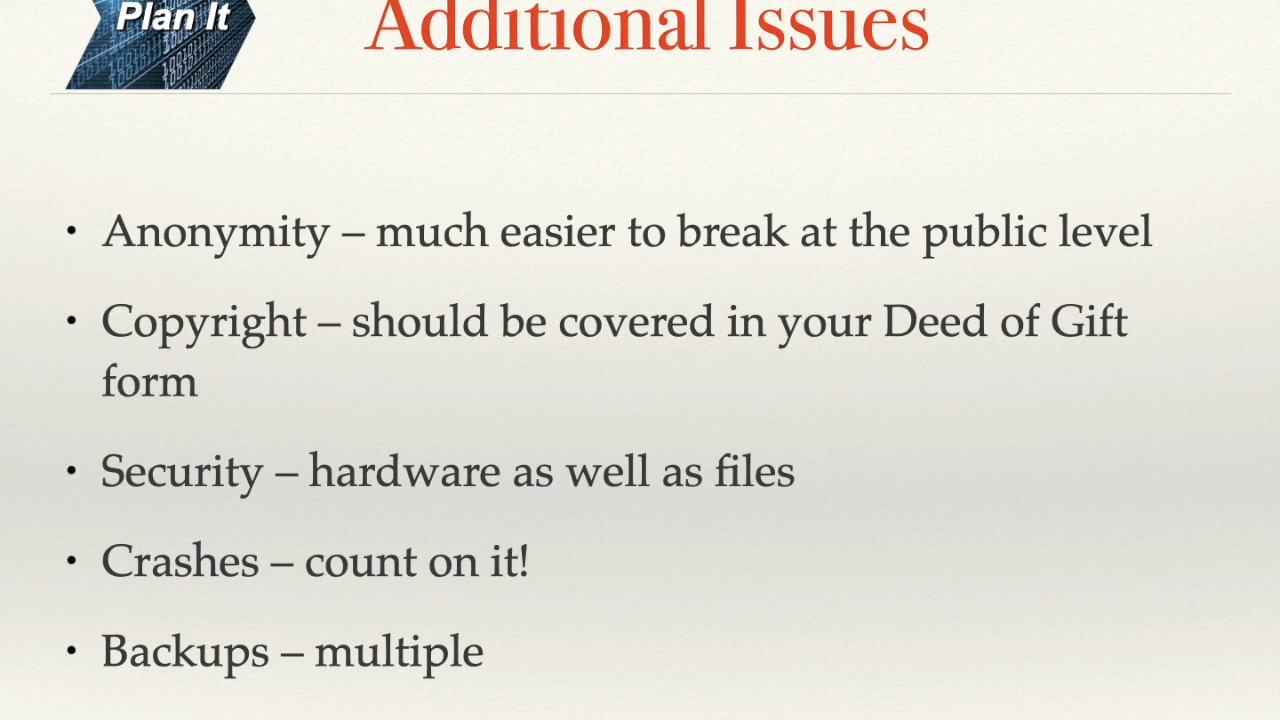 Plan It
Additional Issues
• Anonymity – much easier to break at the public level
• Copyright – should be covered in your Deed of Gift
form
• Security – hardware as well as files
• Crashes – count on it!
• Backups – multiple